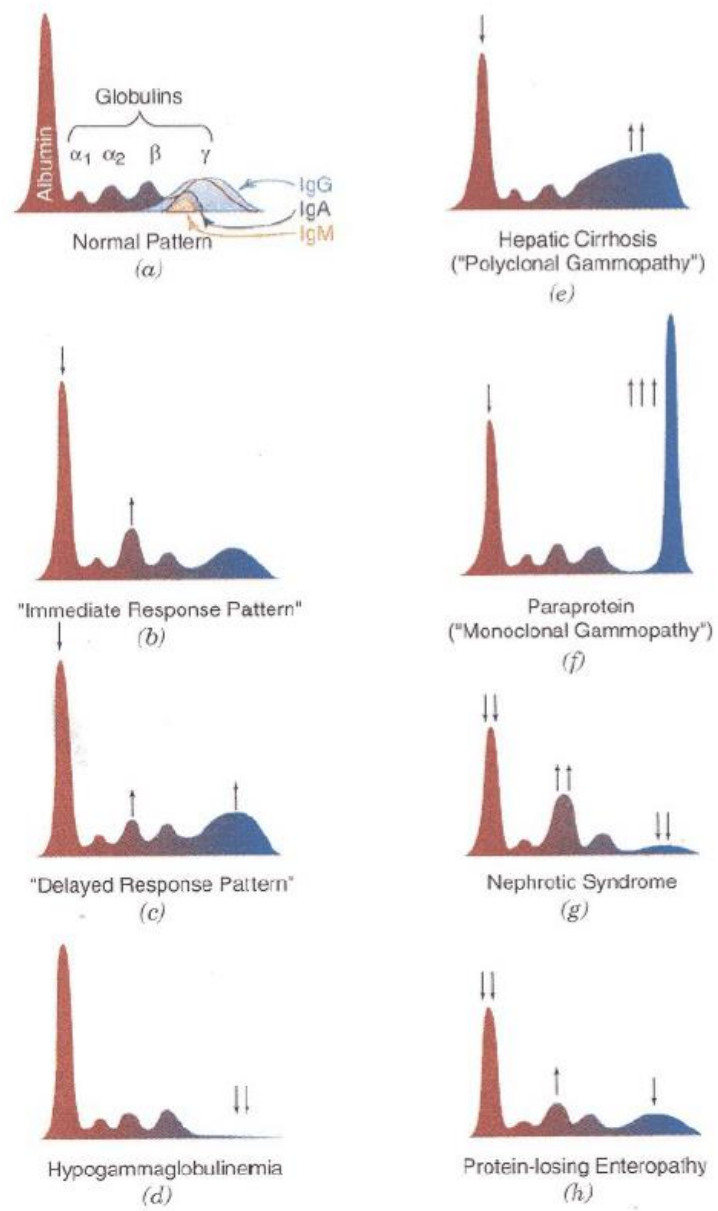 Globulins
α1 α2 β γ
Albumin
IgG
IgA
IgM
Normal Pattern
(a)
"Immediate Response Pattern"
(b)
"Delayed Response Pattern"
(c)
Hypogammaglobulinemia
(d)
Hepatic Cirrhosis
("Polyclonal Gammopathy")
(e)
Paraprotein
("Monoclonal Gammopathy")
(f)
Nephrotic Syndrome
(g)
Protein-losing Enteropathy
(h)